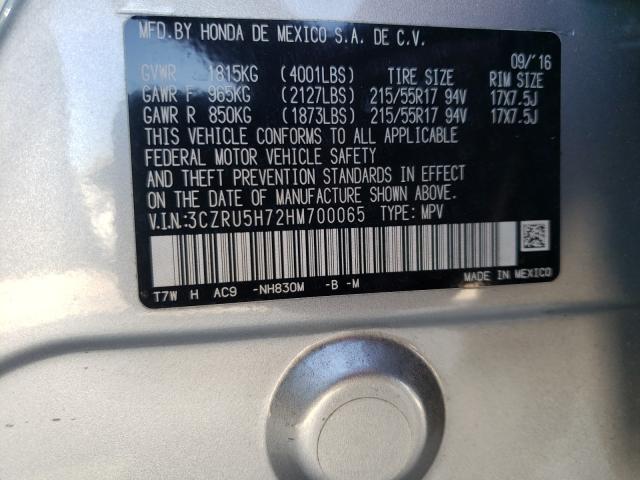 MFD.BY HONDA DE MEXICO S.A. DE C.V.
09/'16
GVWR 1815KG (4001LBS) TIRE SIZE RIM SIZE
GAWR F 965KG (2127LBS) 215/55R17 94V 17X7.5J
GAWR R 850KG (1873LBS) 215/55R17 94V 17X7.5J
THIS VEHICLE CONFORMS TO ALL APPLICABLE
FEDERAL MOTOR VEHICLE SAFETY
AND THEFT PREVENTION STANDARDS IN EFFECT
ON THE DATE OF MANUFACTURE SHOWN ABOVE.
V.I.N.:3CZRU5H72HM700065 TYPE: MPV
MADE IN MEXICO
T7W H AC9 -NH830M -B -M